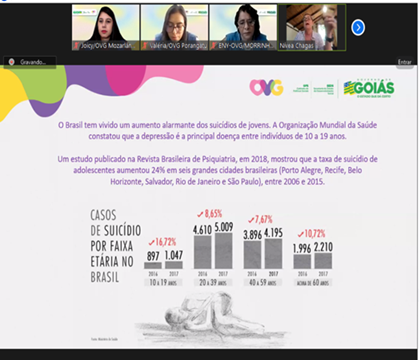 Joicy/OVG Mozarlân...
Valéria/OVG Porangatu
ENY-OVG/MORRINH...
Nívea Chagas
Gravando...
Entrar
OVG
GOIÁS
O Brasil tem vivido um aumento alarmante dos suicídios de jovens. A Organização Mundial da Saúde
constatou que a depressão é a principal doença entre indivíduos de 10 a 19 anos.
Um estudo publicado na Revista Brasileira de Psiquiatria, em 2018, mostrou que a taxa de suicídio de
adolescentes aumentou 24% em seis grandes cidades brasileiras (Porto Alegre, Recife, Belo
Horizonte, Salvador, Rio de Janeiro e São Paulo), entre 2006 e 2015.
CASOS
DE SUICÍDIO
POR FAIXA
ETÁRIA NO
BRASIL
16,72%
897 1.047
2016 2017
10 a 19 ANOS
8,65%
4.610 5.009
2016 2017
20 a 39 ANOS
7,67%
3.896 4.195
2016 2017
40 a 59 ANOS
10,72%
1.996 2.210
2016 2017
ACIMA DE 60 ANOS